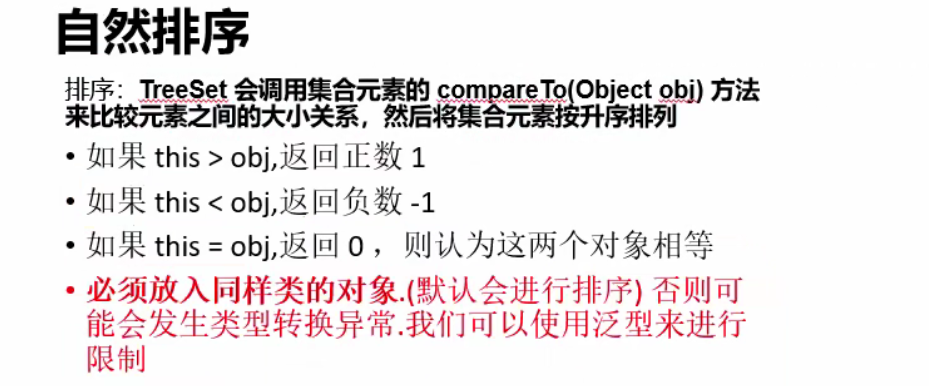 自然排序
排序：TreeSet 会调用集合元素的 compareTo(Object obj) 方法
来比较元素之间的大小关系，然后将集合元素按升序排列
• 如果 this > obj,返回正数 1
• 如果 this < obj,返回负数 -1
• 如果 this = obj,返回 0 ，则认为这两个对象相等
• 必须放入同样类的对象.(默认会进行排序) 否则可
能会发生类型转换异常.我们可以使用泛型来进行
限制